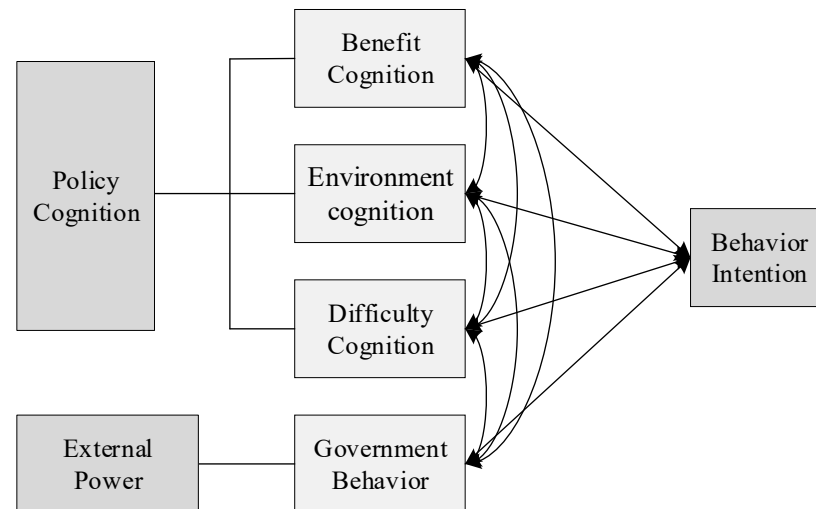 Benefit
Cognition
Policy
Cognition
Environment
cognition
Behavior
Intention
Difficulty
Cognition
External
Power
Government
Behavior